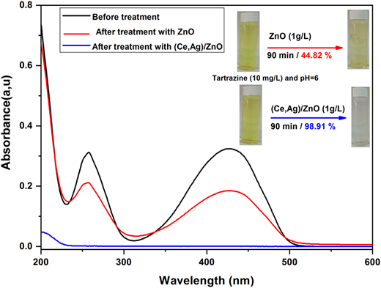 Before treatment
After treatment with ZnO
After treatment with (Ce,Ag)/ZnO
ZnO (1g/L)
90 min / 44.82 %
Tartrazine (10 mg/L) and pH=6
(Ce,Ag)/ZnO (1g/L)
90 min / 98.91 %
Absorbance(a,u)
0.8
0.6
0.4
0.2
0.0
200 300 400 500 600
Wavelength (nm)